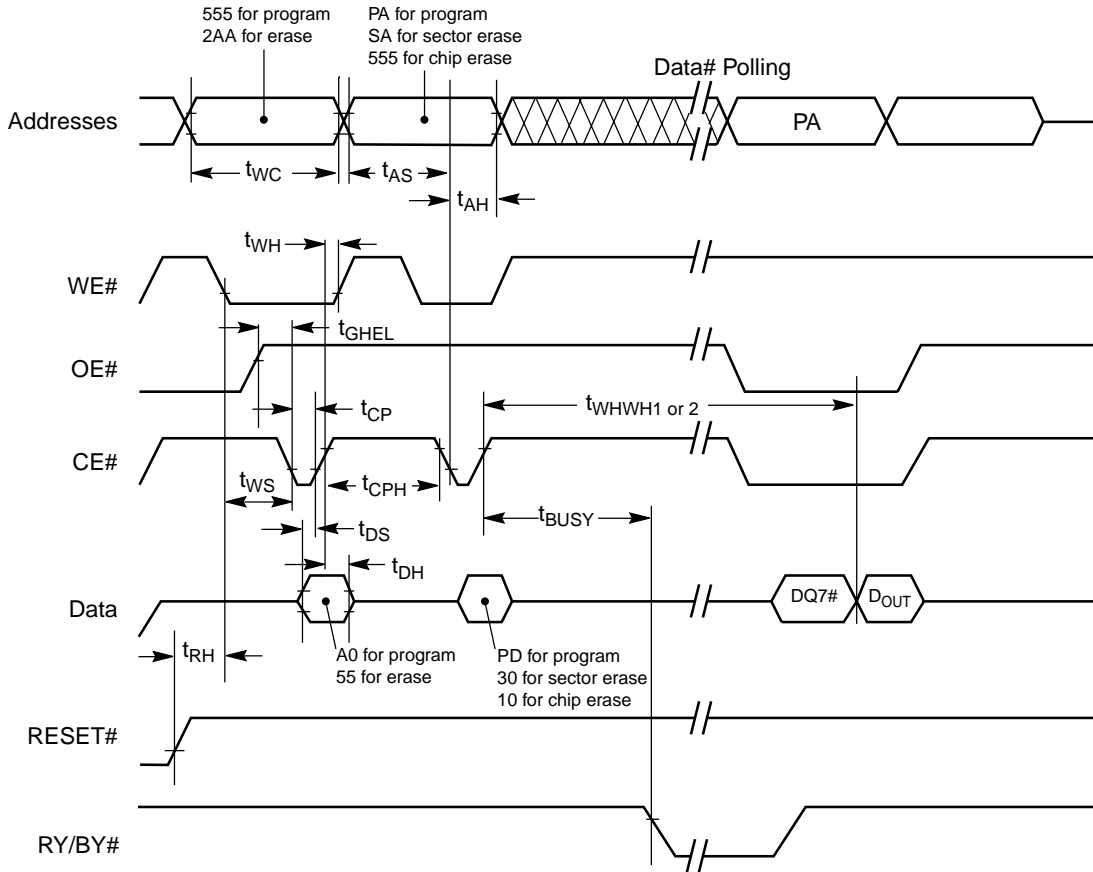 555 for program
2AA for erase
PA for program
SA for sector erase
555 for chip erase
Data# Polling
Addresses
PA
tWC
tAS
tAH
tWH
WE#
tGHEL
OE#
tCP
tWHWH1 or 2
CE#
tWS
tCPH
tBUSY
tDS
tDH
Data
DQ7#
DOUT
tRH
A0 for program
55 for erase
PD for program
30 for sector erase
10 for chip erase
RESET#
RY/BY#